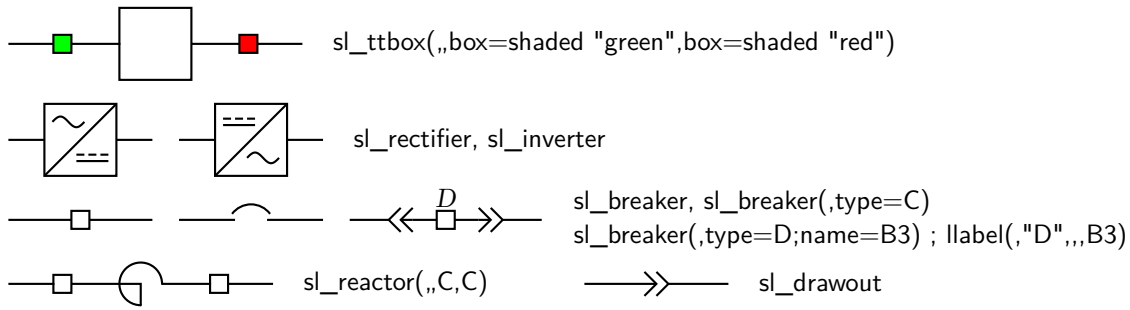 sl_ttbox(,,box=shaded "green",box=shaded "red")
sl_rectifier, sl_inverter
D
sl_breaker, sl_breaker(,type=C)
sl_breaker(,type=D;name=B3) ; llabel(,"D",,,B3)
sl_reactor(,,C,C)
sl_drawout